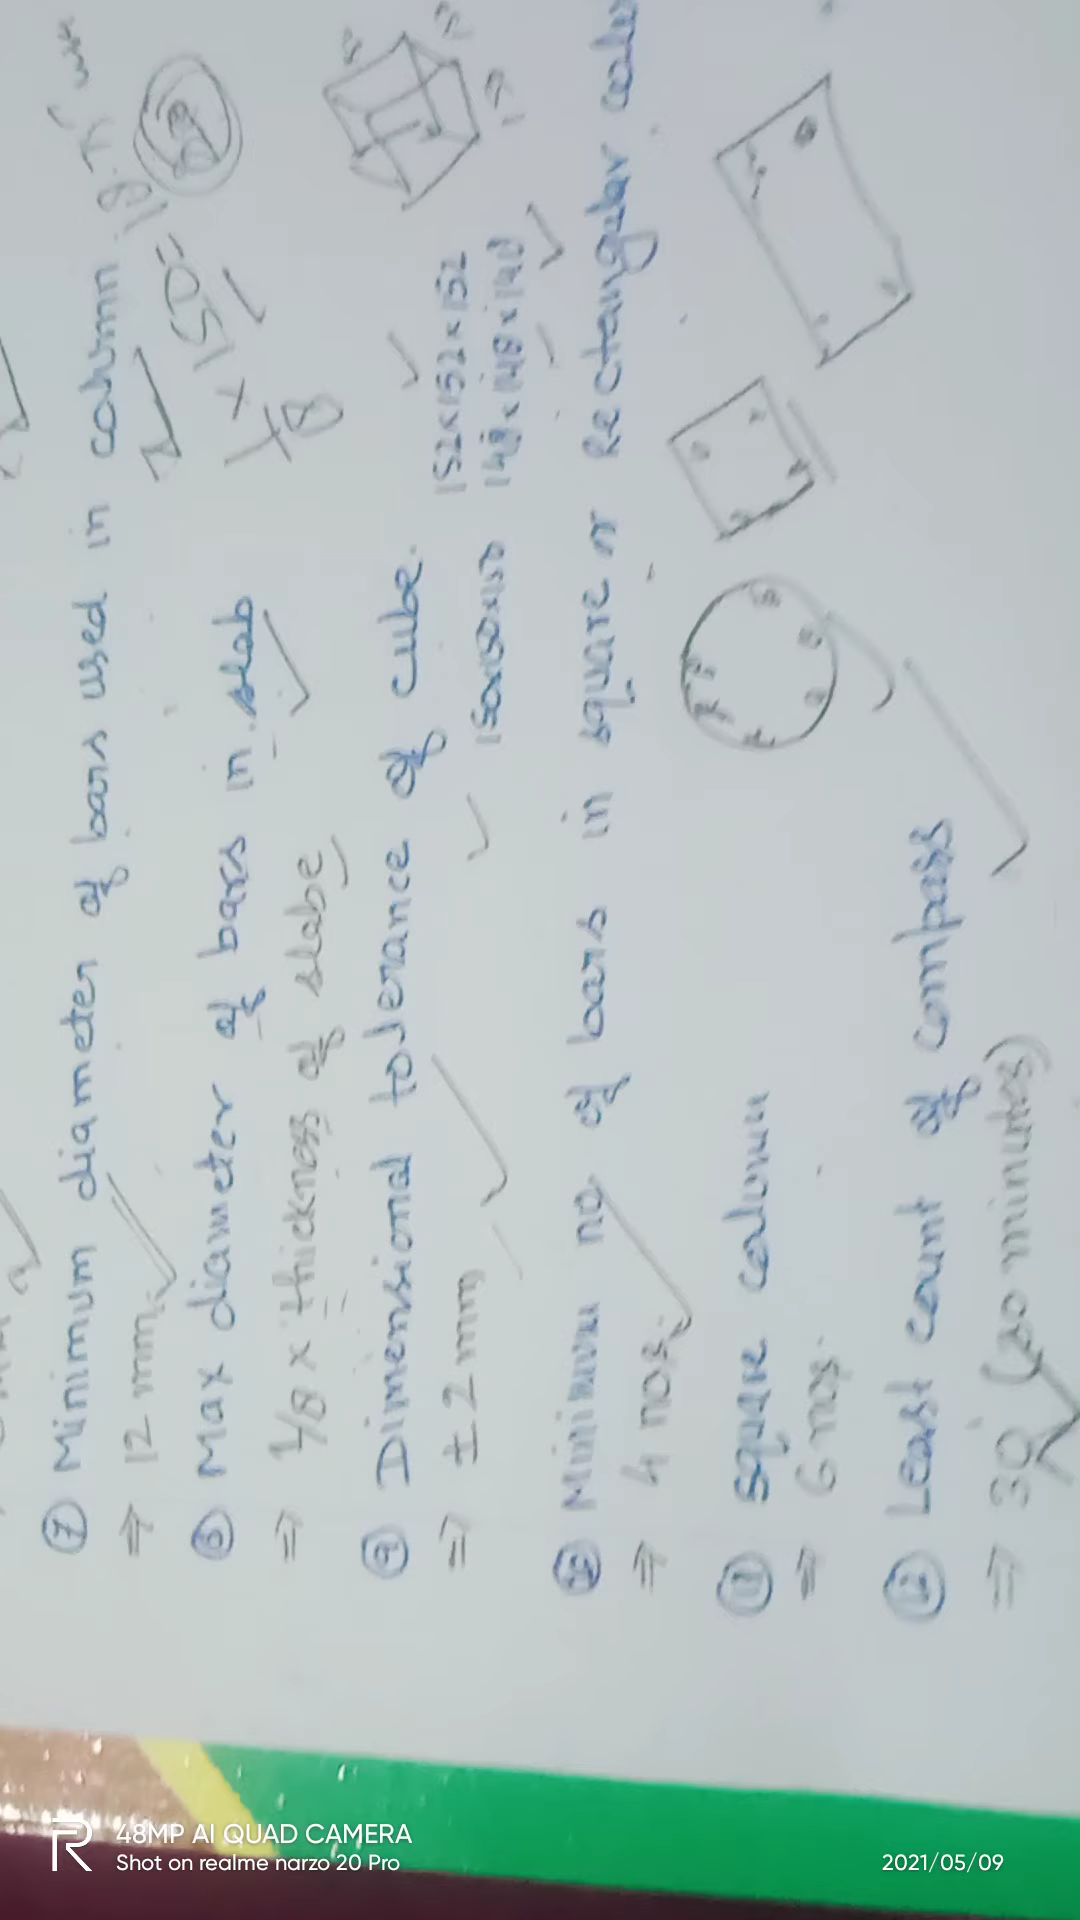 ⑦ Minimum diameter of bars used in column
⇒ 12 mm.
⑧ Max diameter of bars in slab
1/8 × 150 =
⇒ 1/8 × thickness of slabe
⑨ Dimensional tolerance of cube.
⇒ ± 2 mm
150x150x150
152x152x152
148x148x148
⑩ Minimum no of bars in square or Rectangular
⇒ 4 nos.
⑪ square column
⇒ 6 nos.
⑫ Least count of compass
⇒ 30 (30 minutes)
48MP AI QUAD CAMERA
Shot on realme narzo 20 Pro
2021/05/09